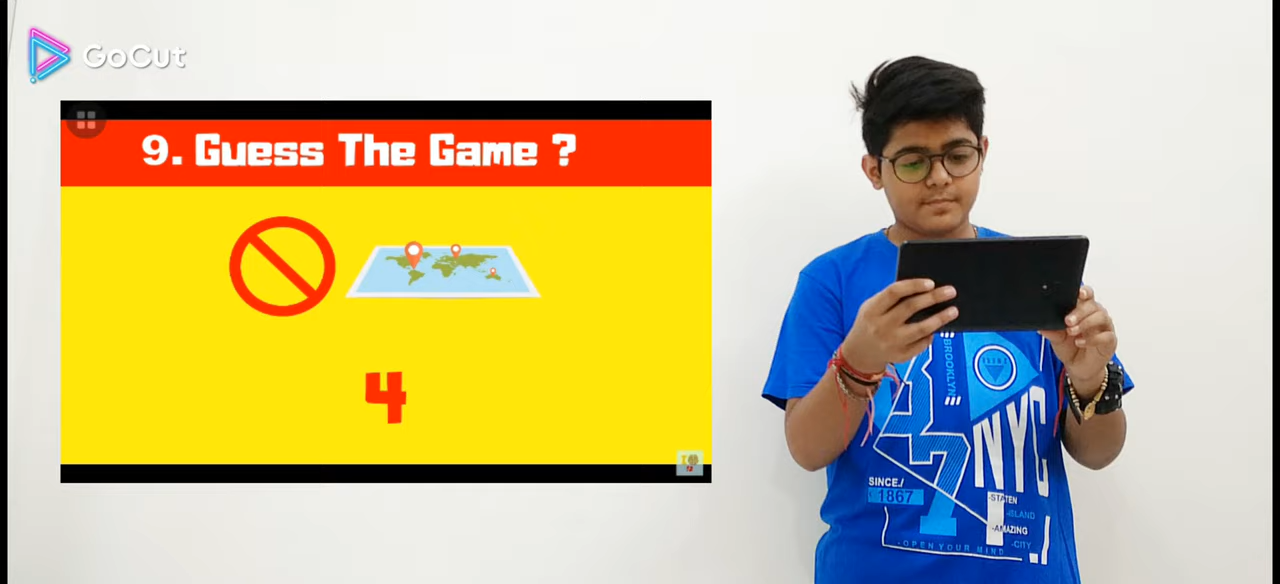 GoCut
9. Guess The Game ?
4
BROOKLYN
NYC
SINCE./
1867
-STATEN
-ISLAND
-AMAZING
-CITY
-OPEN YOUR MIND